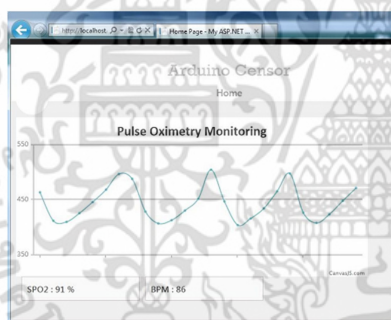 http://localhost
Home Page - My ASP.NET ...
Arduino Censor
Home
Pulse Oximetry Monitoring
550
450
350
CanvasJS.com
SPO2 : 91 %
BPM : 86